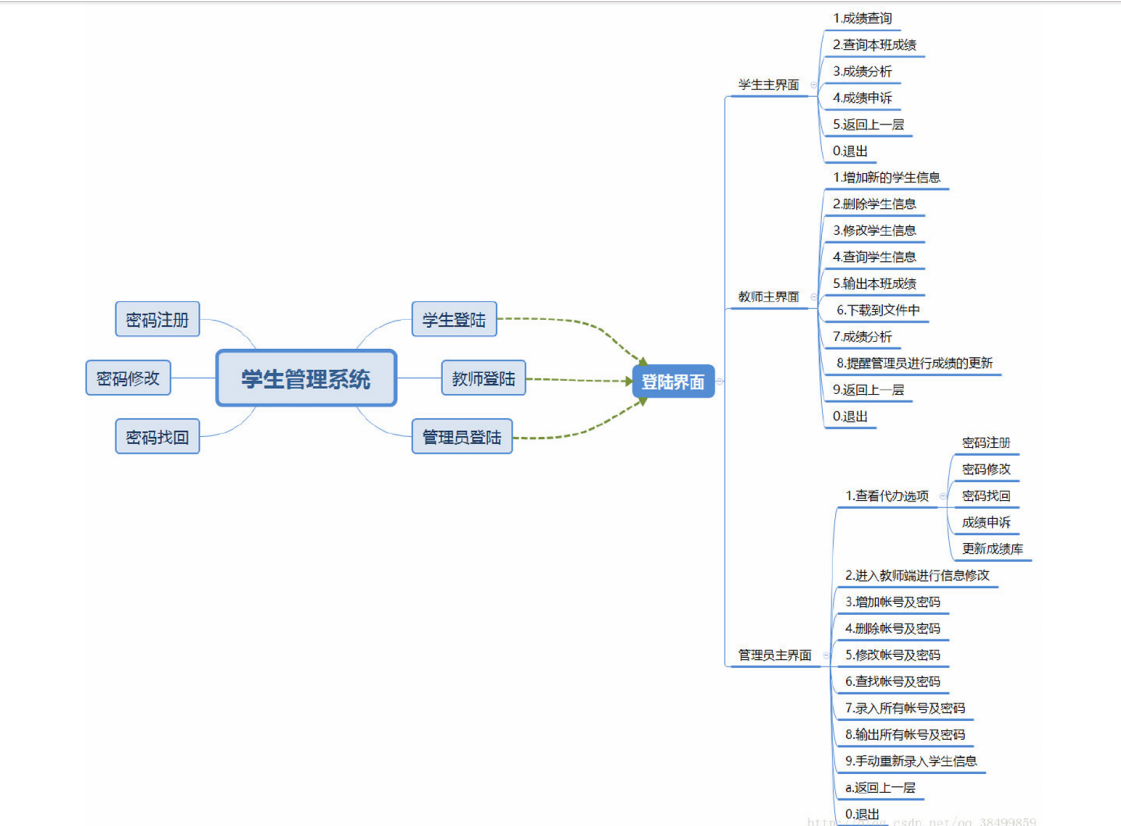 密码注册
密码修改
密码找回
学生管理系统
学生登陆
教师登陆
管理员登陆
登陆界面
学生主界面
1.成绩查询
2.查询本班成绩
3.成绩分析
4.成绩申诉
5.返回上一层
0.退出
教师主界面
1.增加新的学生信息
2.删除学生信息
3.修改学生信息
4.查询学生信息
5.输出本班成绩
6.下载到文件中
7.成绩分析
8.提醒管理员进行成绩的更新
9.返回上一层
0.退出
管理员主界面
1.查看代办选项
密码注册
密码修改
密码找回
成绩申诉
更新成绩库
2.进入教师端进行信息修改
3.增加帐号及密码
4.删除帐号及密码
5.修改帐号及密码
6.查找帐号及密码
7.录入所有帐号及密码
8.输出所有帐号及密码
9.手动重新录入学生信息
a.返回上一层
0.退出
csdn.net/qq_38499859